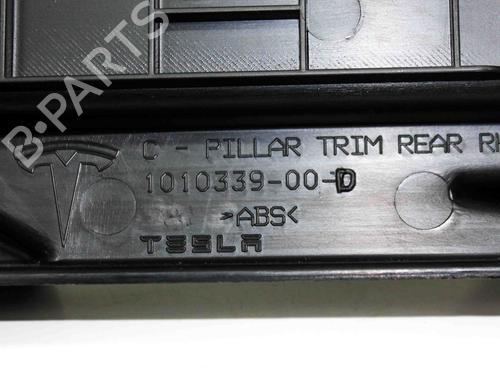 B-PARTS
C - PILLAR TRIM REAR RH
1010339-00-D
>ABS<
TESLA